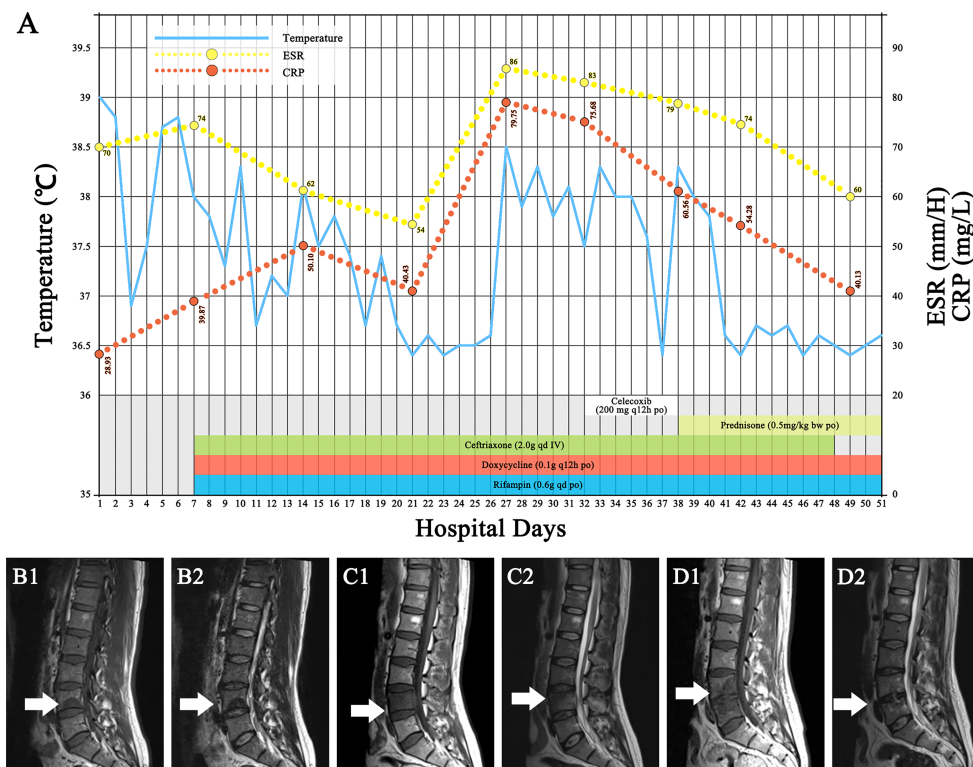 A
Temperature
ESR
CRP
39.5
39
38.5
38
37.5
37
36.5
36
35
90
80
70
60
50
40
30
20
0
Temperature (℃)
ESR (mm/H)
CRP (mg/L)
70
74
62
54
86
83
79
74
60
28.93
39.87
50.10
40.43
79.75
75.68
60.56
54.28
40.13
Celecoxib
(200 mg q12h po)
Prednisone (0.5mg/kg bw po)
Ceftriaxone (2.0g qd IV)
Doxycycline (0.1g q12h po)
Rifampin (0.6g qd po)
1 2 3 4 5 6 7 8 9 10 11 12 13 14 15 16 17 18 19 20 21 22 23 24 25 26 27 28 29 30 31 32 33 34 35 36 37 38 39 40 41 42 43 44 45 46 47 48 49 50 51
Hospital Days
B1 B2 C1 C2 D1 D2